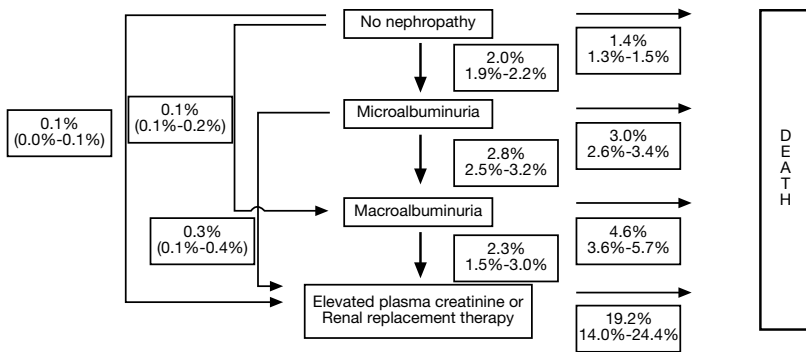 No nephropathy
1.4%
1.3%-1.5%
2.0%
1.9%-2.2%
0.1%
(0.0%-0.1%)
0.1%
(0.1%-0.2%)
Microalbuminuria
3.0%
2.6%-3.4%
2.8%
2.5%-3.2%
Macroalbuminuria
4.6%
3.6%-5.7%
0.3%
(0.1%-0.4%)
2.3%
1.5%-3.0%
Elevated plasma creatinine or
Renal replacement therapy
19.2%
14.0%-24.4%
D
E
A
T
H